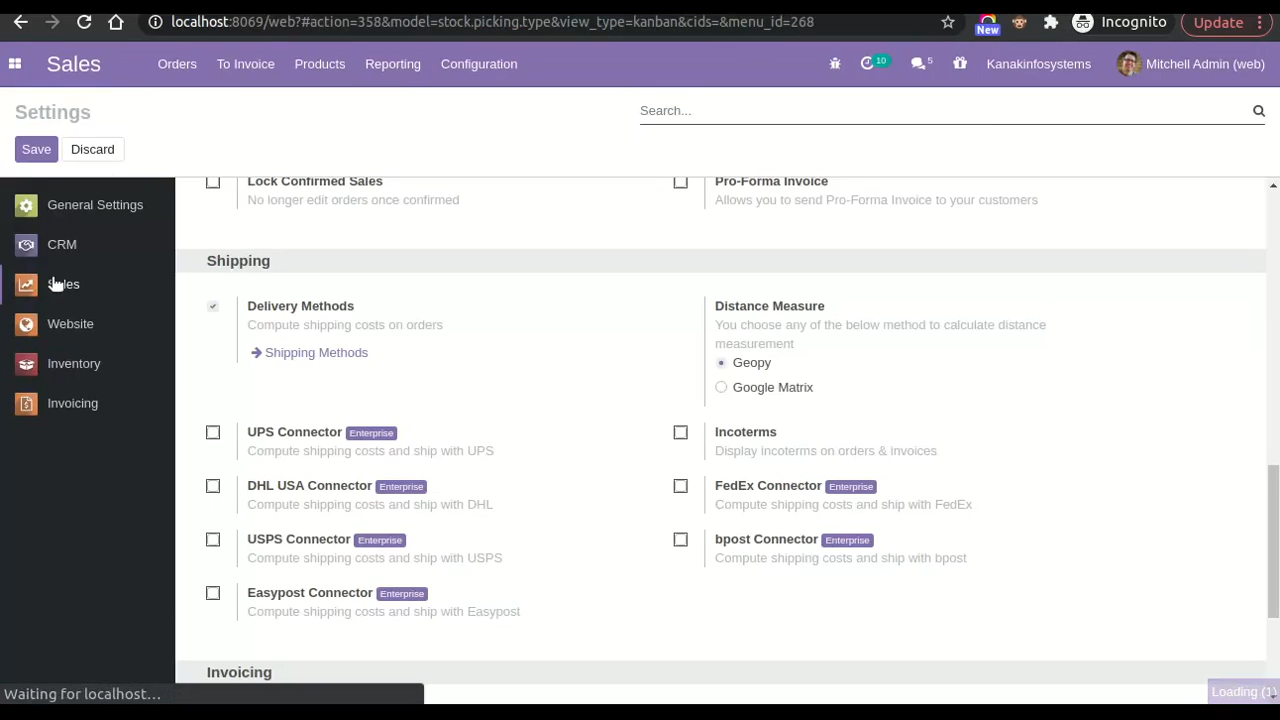 localhost:8069/web?#action=358&model=stock.picking.type&view_type=kanban&cids=&menu_id=268
New
Incognito
Update
Sales
Orders
To Invoice
Products
Reporting
Configuration
10
5
Kanakinfosystems
Mitchell Admin (web)
Settings
Search...
Save
Discard
General Settings
CRM
Sales
Website
Inventory
Invoicing
Lock Confirmed Sales
No longer edit orders once confirmed
Pro-Forma Invoice
Allows you to send Pro-Forma Invoice to your customers
Shipping
Delivery Methods
Compute shipping costs on orders
Shipping Methods
Distance Measure
You choose any of the below method to calculate distance
measurement
Geopy
Google Matrix
UPS Connector Enterprise
Compute shipping costs and ship with UPS
Incoterms
Display incoterms on orders & invoices
DHL USA Connector Enterprise
Compute shipping costs and ship with DHL
FedEx Connector Enterprise
Compute shipping costs and ship with FedEx
USPS Connector Enterprise
Compute shipping costs and ship with USPS
bpost Connector Enterprise
Compute shipping costs and ship with bpost
Easypost Connector Enterprise
Compute shipping costs and ship with Easypost
Invoicing
Waiting for localhost...
Loading (1)